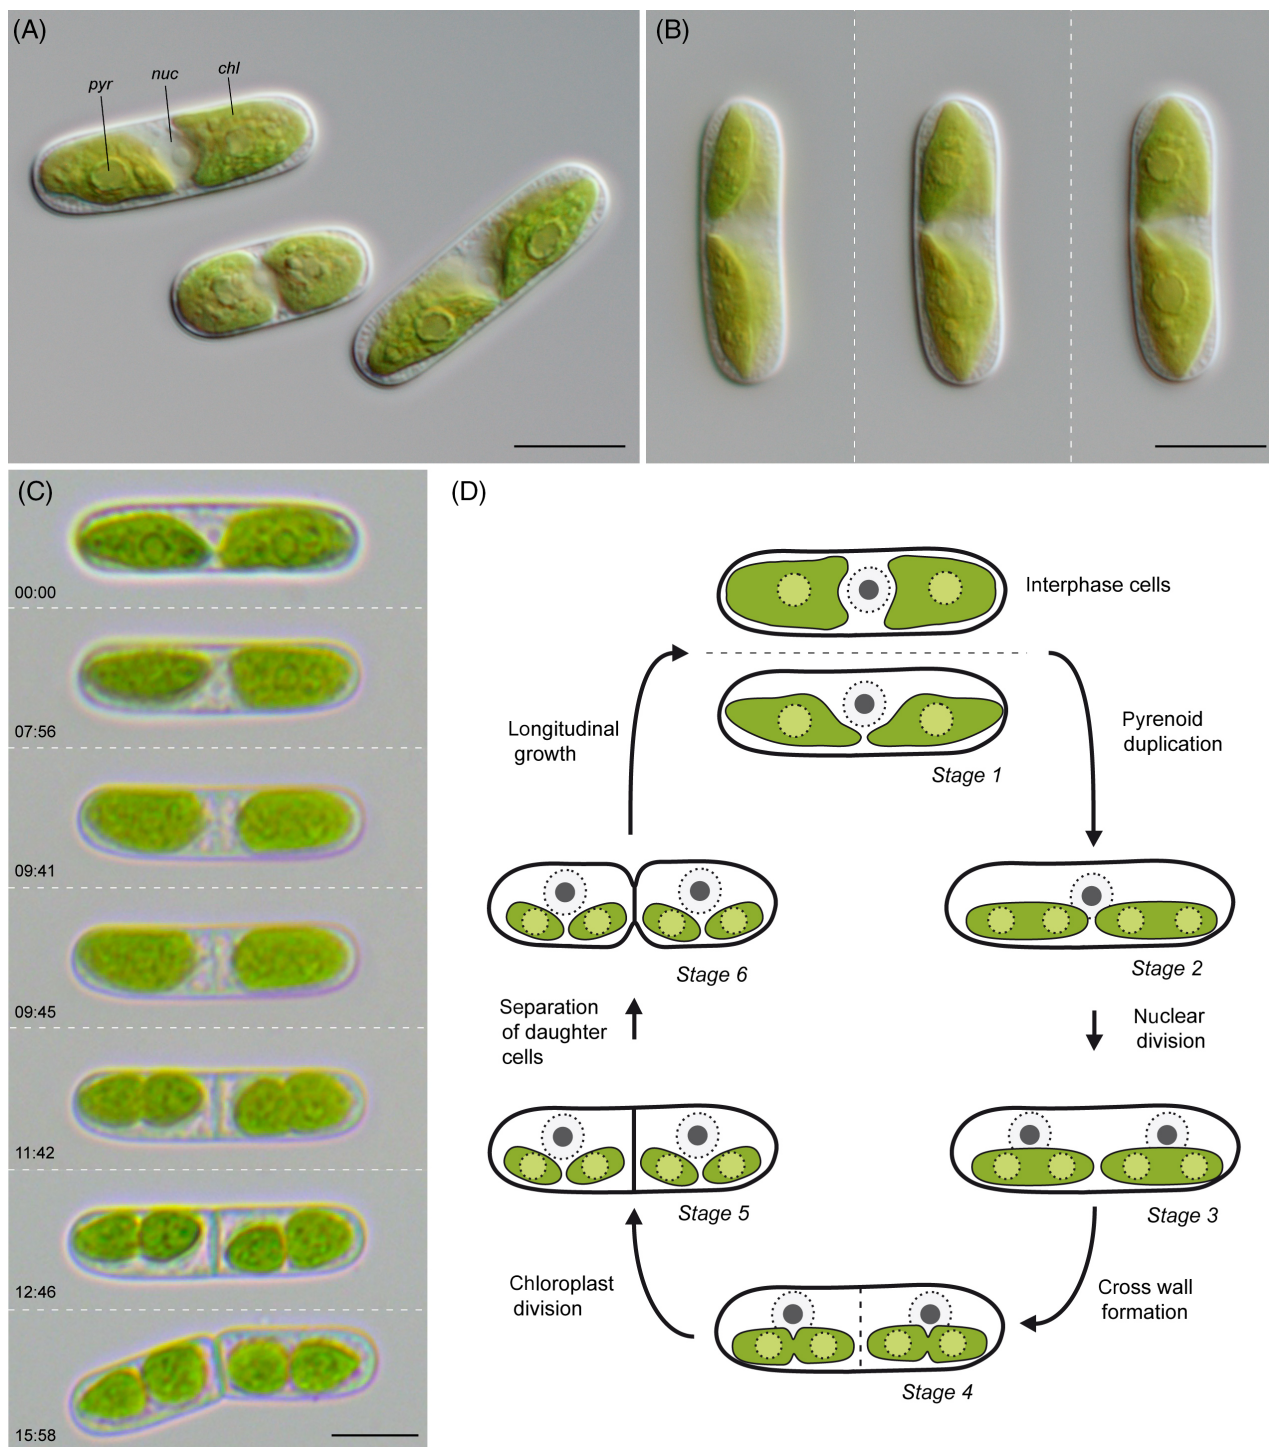 (A)
pyr
nuc
chl
(B)
(C)
00:00
07:56
09:41
09:45
11:42
12:46
15:58
(D)
Interphase cells
Stage 1
Pyrenoid
duplication
Stage 2
Nuclear
division
Stage 3
Cross wall
formation
Stage 4
Chloroplast
division
Stage 5
Separation
of daughter
cells
Stage 6
Longitudinal
growth